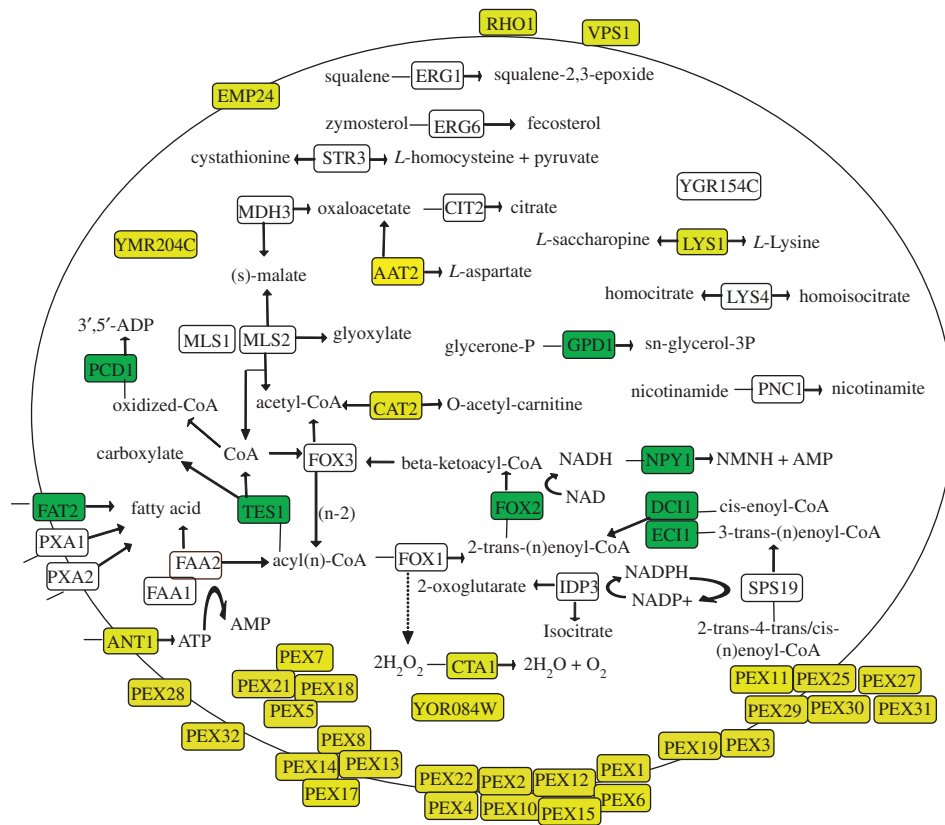 RHO1
VPS1
EMP24
squalene ERG1 squalene-2,3-epoxide
zymosterol ERG6 fecosterol
cystathionine STR3 L-homocysteine + pyruvate
YGR154C
MDH3 oxaloacetate CIT2 citrate
YMR204C
L-saccharopine LYS1 L-Lysine
(s)-malate
AAT2 L-aspartate
homocitrate LYS4 homoisocitrate
3′,5′-ADP
MLS1 MLS2 glyoxylate
glycerone-P GPD1 sn-glycerol-3P
PCD1
nicotinamide PNC1 nicotinamite
oxidized-CoA
acetyl-CoA CAT2 O-acetyl-carnitine
carboxylate
CoA FOX3
beta-ketoacyl-CoA
NADH NPY1 NMNH + AMP
NAD
FAT2 fatty acid TES1 (n-2)
FOX2
DCI1 cis-enoyl-CoA
ECI1 3-trans-(n)enoyl-CoA
PXA1
PXA2
FAA2 acyl(n)-CoA FOX1 2-trans-(n)enoyl-CoA
FAA1
2-oxoglutarate IDP3 NADPH
NADP+
SPS19
AMP
ANT1 ATP
Isocitrate
2-trans-4-trans/cis-
(n)enoyl-CoA
2H2O2 CTA1 2H2O + O2
PEX7
PEX21 PEX18
PEX5
YOR084W
PEX28
PEX32
PEX11 PEX25 PEX27
PEX29 PEX30 PEX31
PEX8
PEX14 PEX13
PEX17
PEX19 PEX3
PEX22 PEX2 PEX12 PEX1
PEX4 PEX10 PEX15 PEX6